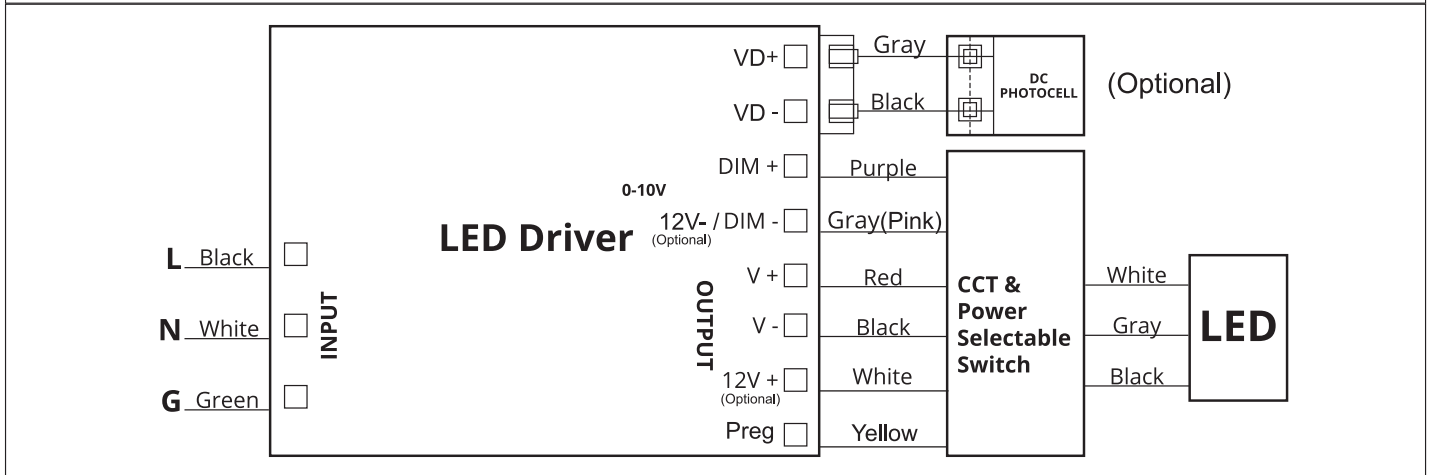 VD+
Gray
DC
PHOTOCELL
(Optional)
VD -
Black
DIM +
Purple
0-10V
12V- / DIM -
(Optional)
Gray(Pink)
LED Driver
L Black
N White
G Green
INPUT
OUTPUT
V +
Red
V -
Black
12V +
(Optional)
White
Preg
Yellow
CCT &
Power
Selectable
Switch
White
Gray
Black
LED